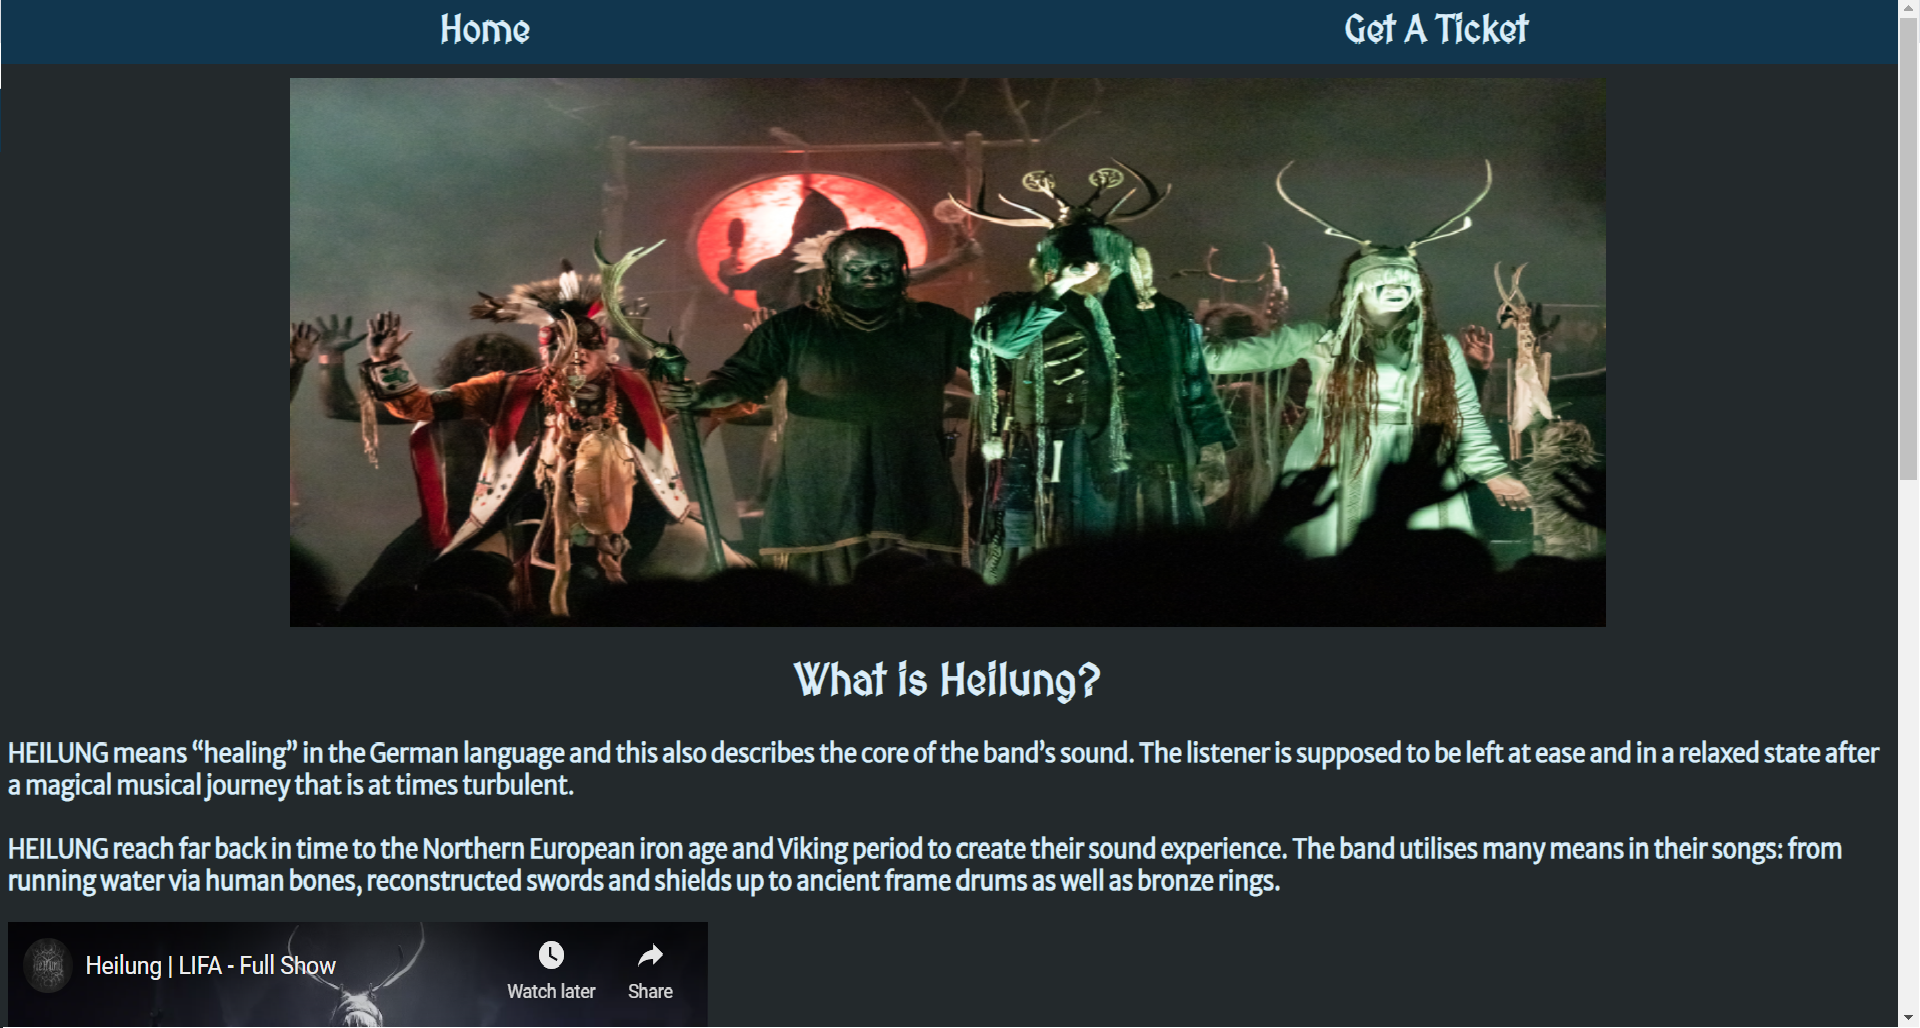 Home
Get A Ticket
What is Heilung?
HEILUNG means “healing” in the German language and this also describes the core of the band’s sound. The listener is supposed to be left at ease and in a relaxed state after
a magical musical journey that is at times turbulent.
HEILUNG reach far back in time to the Northern European iron age and Viking period to create their sound experience. The band utilises many means in their songs: from
running water via human bones, reconstructed swords and shields up to ancient frame drums as well as bronze rings.
Heilung | LIFA - Full Show
Watch later
Share